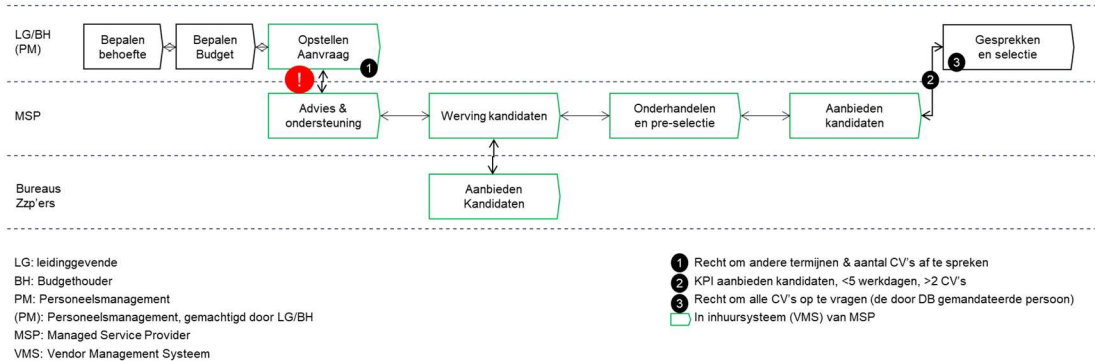 LG/BH
(PM)
Bepalen
behoefte
Bepalen
Budget
Opstellen
Aanvraag
1
Gesprekken
en selectie
3
2
!
MSP
Advies &
ondersteuning
Werving kandidaten
Onderhandelen
en pre-selectie
Aanbieden
kandidaten
Bureaus
Zzp'ers
Aanbieden
Kandidaten
LG: leidinggevende
BH: Budgethouder
PM: Personeelsmanagement
(PM): Personeelsmanagement, gemachtigd door LG/BH
MSP: Managed Service Provider
VMS: Vendor Management Systeem
1 Recht om andere termijnen & aantal CV's af te spreken
2 KPI aanbieden kandidaten, <5 werkdagen, >2 CV's
3 Recht om alle CV's op te vragen (de door DB gemandateerde persoon)
In inhuursysteem (VMS) van MSP